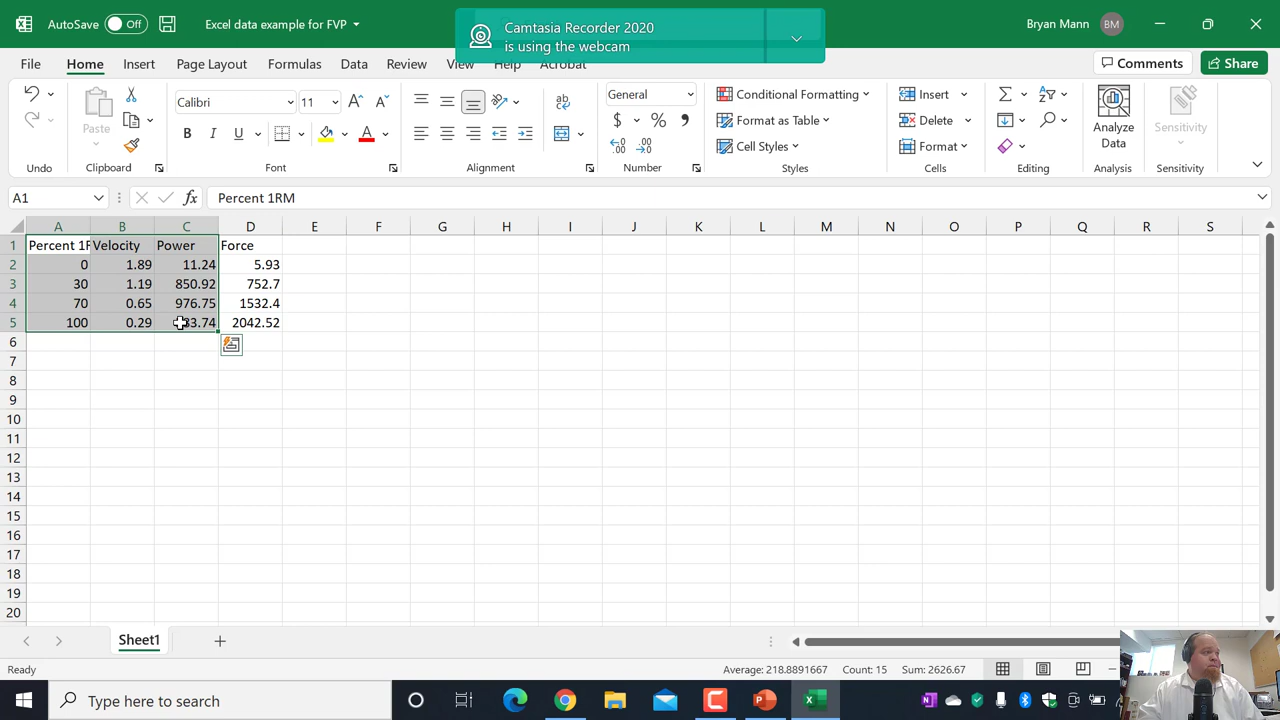 AutoSave Off Excel data example for FVP Bryan Mann BM
Camtasia Recorder 2020
is using the webcam
File Home Insert Page Layout Formulas Data Review View Help Acrobat Comments Share
Calibri 11 General Conditional Formatting Insert
Paste Format as Table Delete Analyze Data Sensitivity
B I U A $ % Cell Styles Format
Undo Clipboard Font Alignment Number Styles Cells Editing Analysis Sensitivity
A1 fx Percent 1RM
A B C D E F G H I J K L M N O P Q R S
1 Percent 1R Velocity Power Force
2 0 1.89 11.24 5.93
3 30 1.19 850.92 752.7
4 70 0.65 976.75 1532.4
5 100 0.29 2042.52
6
7
8
9
10
11
12
13
14
15
16
17
18
19
20
Sheet1
Ready Average: 218.8891667 Count: 15 Sum: 2626.67
Type here to search